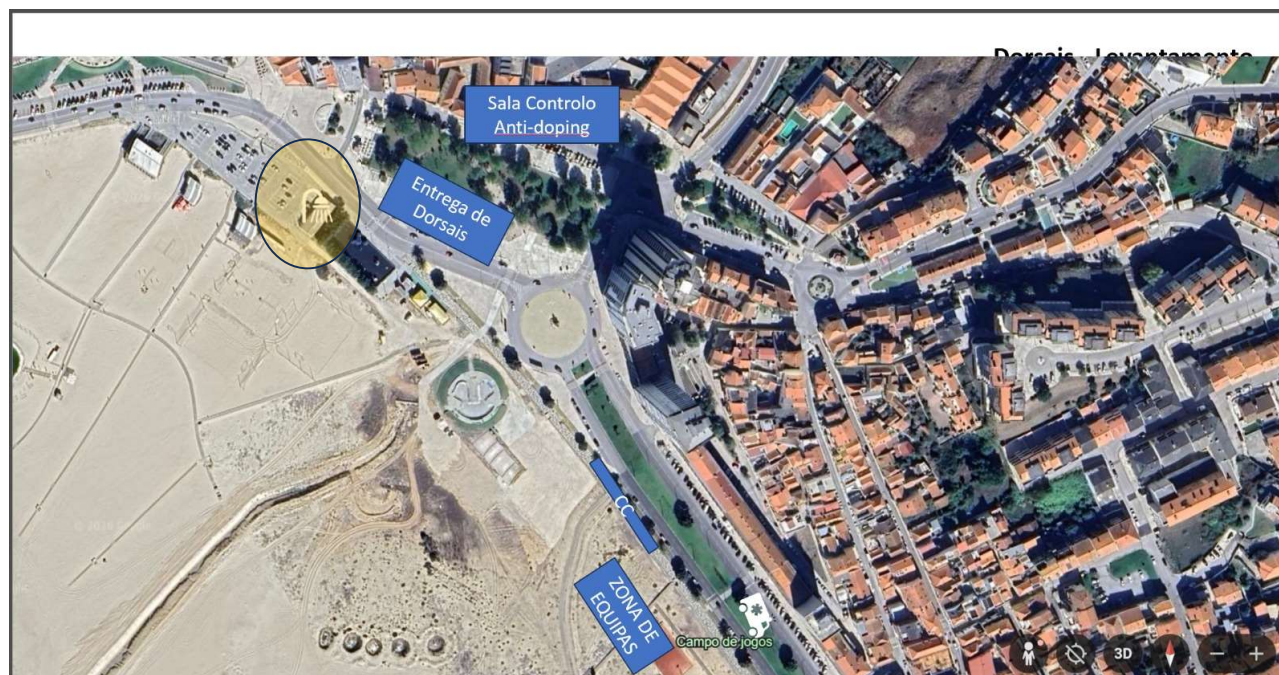 Dorsais - Levantamento
Sala Controlo
Anti-doping
Entrega de
Dorsais
CC
ZONA DE
EQUIPAS
Campo de jogos
3D